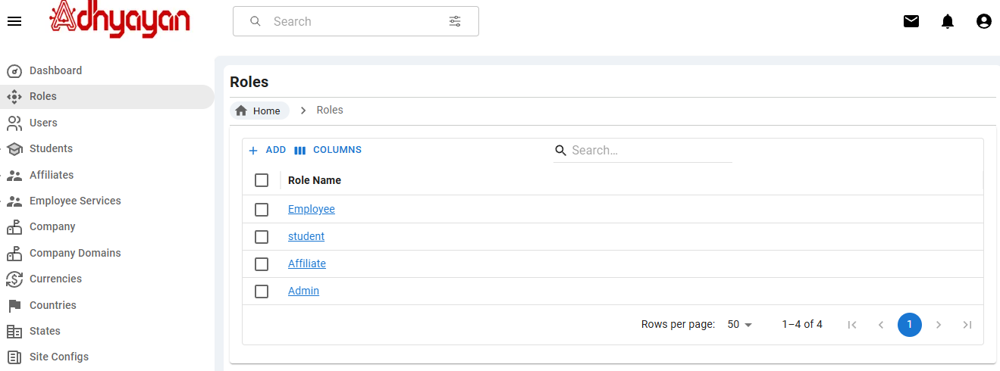 Adhyayan
Search
Dashboard
Roles
Users
Students
Affiliates
Employee Services
Company
Company Domains
Currencies
Countries
States
Site Configs
Roles
Home
Roles
ADD
COLUMNS
Search…
Role Name
Employee
student
Affiliate
Admin
Rows per page: 50 1–4 of 4 1